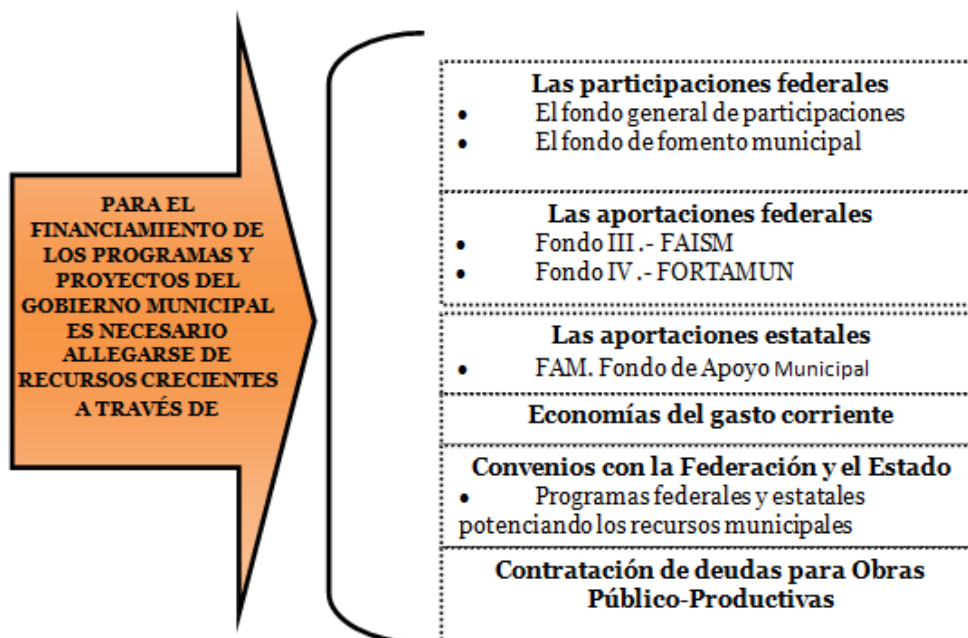 PARA EL
FINANCIAMIENTO DE
LOS PROGRAMAS Y
PROYECTOS DEL
GOBIERNO MUNICIPAL
ES NECESARIO
ALLEGARSE DE
RECURSOS CRECIENTES
A TRAVÉS DE
Las participaciones federales
• El fondo general de participaciones
• El fondo de fomento municipal
Las aportaciones federales
• Fondo III.- FAISM
• Fondo IV.- FORTAMUN
Las aportaciones estatales
• FAM. Fondo de Apoyo Municipal
Economías del gasto corriente
Convenios con la Federación y el Estado
• Programas federales y estatales
potenciando los recursos municipales
Contratación de deudas para Obras
Público-Productivas